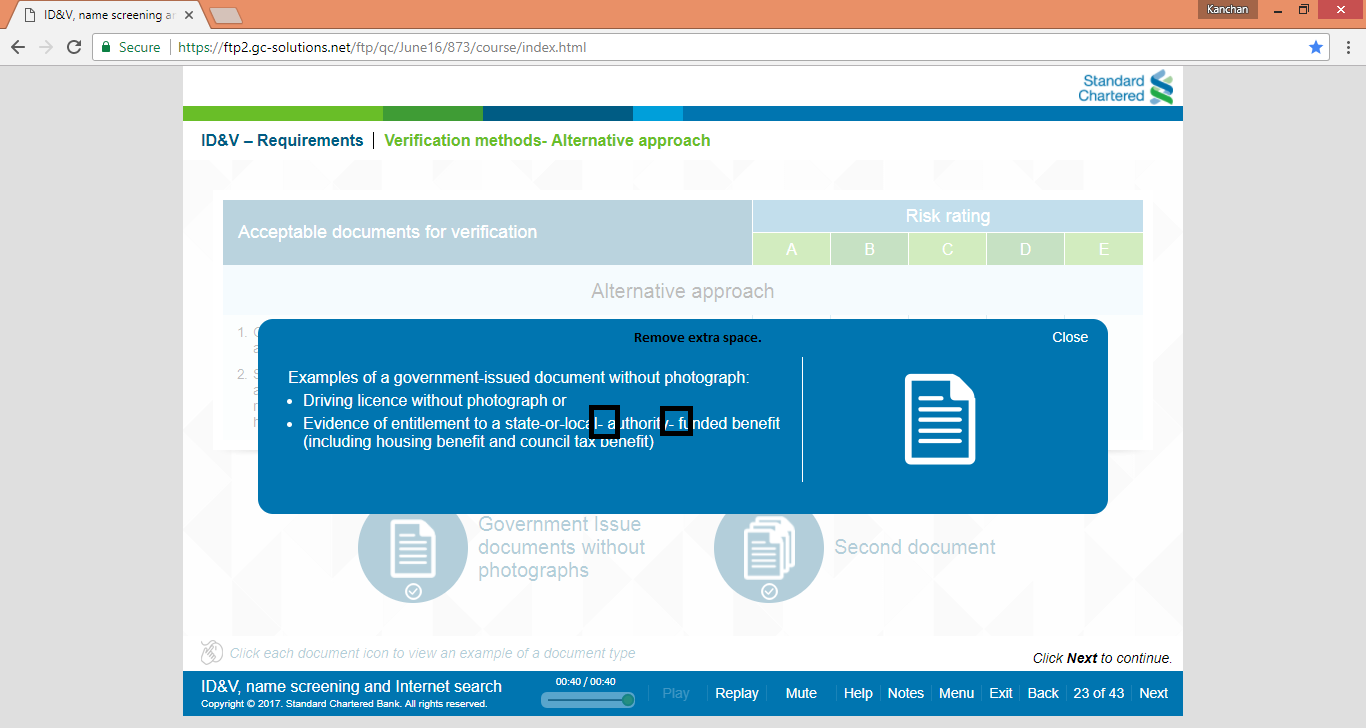 ID&V, name screening a
Kanchan
Secure
https://ftp2.gc-solutions.net/ftp/qc/June16/873/course/index.html
Standard
Chartered
ID&V – Requirements | Verification methods- Alternative approach
Acceptable documents for verification
Risk rating
A B C D E
Alternative approach
1.
2.
Remove extra space.
Close
Examples of a government-issued document without photograph:
• Driving licence without photograph or
• Evidence of entitlement to a state-or-local- authority- funded benefit
(including housing benefit and council tax benefit)
Government Issue
documents without
photographs
Second document
Click each document icon to view an example of a document type
Click Next to continue.
ID&V, name screening and Internet search
Copyright © 2017. Standard Chartered Bank. All rights reserved.
00:40 / 00:40
Play Replay Mute Help Notes Menu Exit Back 23 of 43 Next